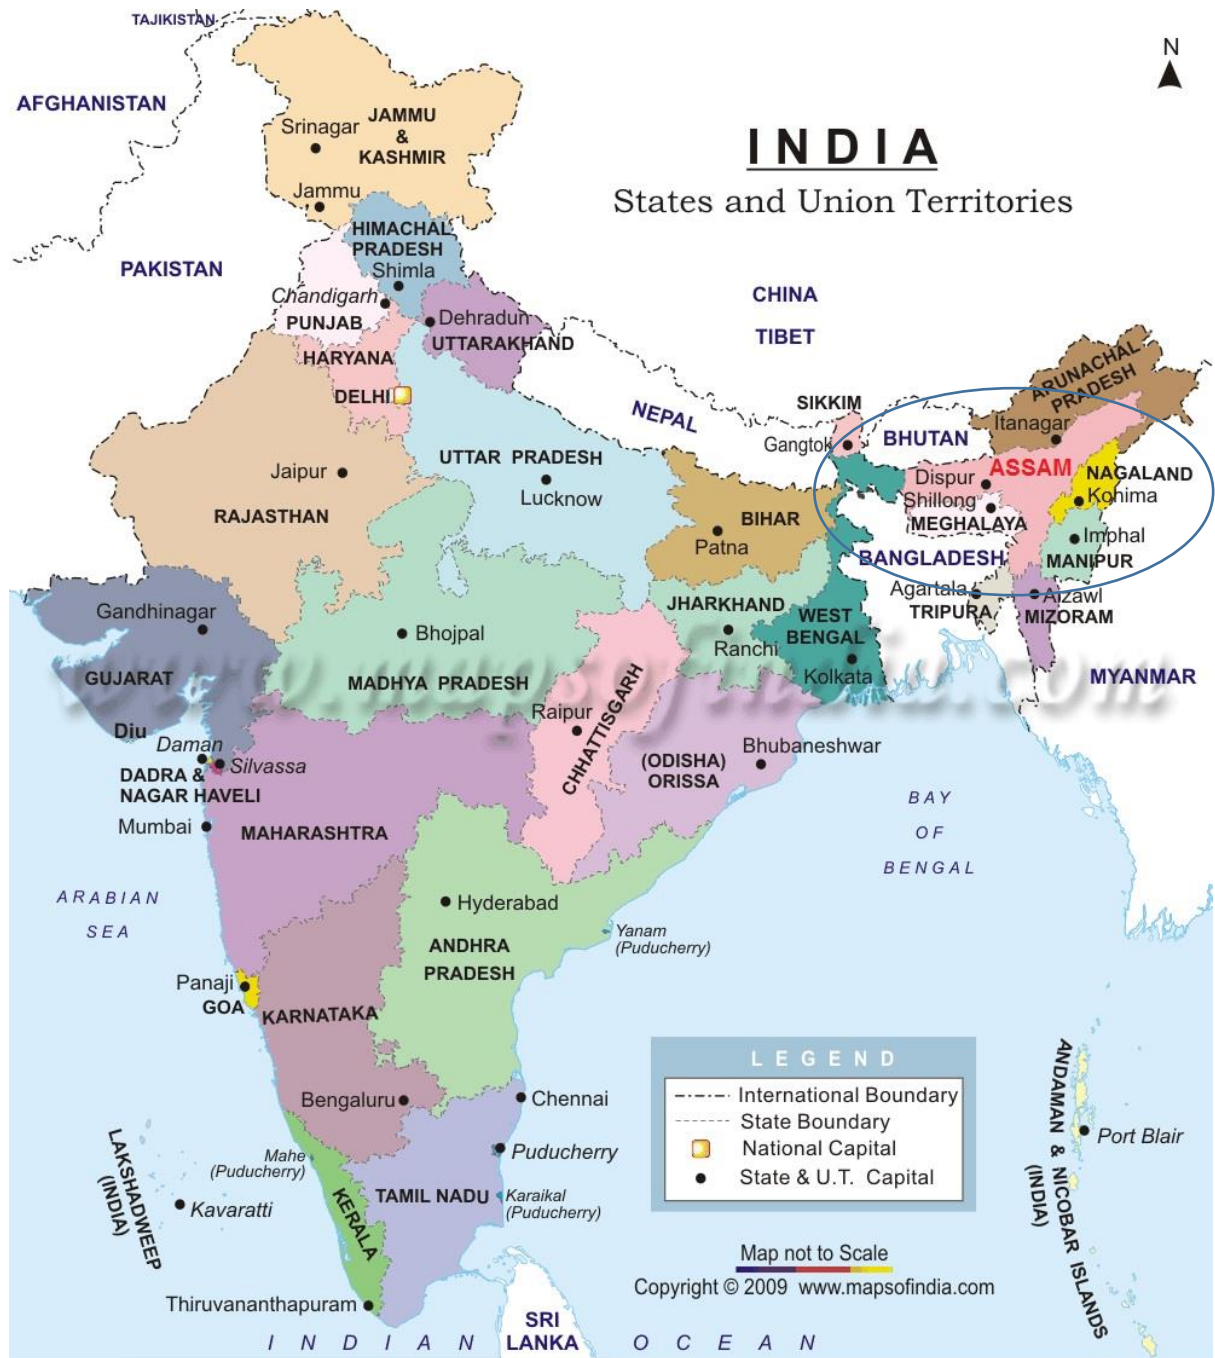 TAJIKISTAN
N
AFGHANISTAN
INDIA
States and Union Territories
JAMMU
&
KASHMIR
Srinagar
Jammu
HIMACHAL
PRADESH
Shimla
PAKISTAN
Chandigarh
PUNJAB
Dehradun
UTTARAKHAND
HARYANA
DELHI
CHINA
TIBET
NEPAL
SIKKIM
Gangtok
BHUTAN
ARUNACHAL
PRADESH
Itanagar
ASSAM
Dispur
NAGALAND
Kohima
Shillong
MEGHALAYA
Imphal
MANIPUR
BANGLADESH
Agartala
TRIPURA
Aizawl
MIZORAM
MYANMAR
Jaipur
RAJASTHAN
UTTAR PRADESH
Lucknow
BIHAR
Patna
JHARKHAND
Ranchi
WEST
BENGAL
Kolkata
Gandhinagar
GUJARAT
Bhojpal
MADHYA PRADESH
www.mapsofindia.com
Diu
Daman
Silvassa
DADRA &
NAGAR HAVELI
Mumbai
MAHARASHTRA
Raipur
CHHATTISGARH
(ODISHA)
ORISSA
Bhubaneshwar
BAY
OF
BENGAL
ARABIAN
SEA
Hyderabad
ANDHRA
PRADESH
Yanam
(Puducherry)
Panaji
GOA
KARNATAKA
Bengaluru
Chennai
Mahe
(Puducherry)
Puducherry
KERALA
TAMIL NADU
Karaikal
(Puducherry)
LAKSHADWEEP
(INDIA)
Kavaratti
Thiruvananthapuram
LEGEND
International Boundary
State Boundary
National Capital
State & U.T. Capital
Map not to Scale
Copyright © 2009 www.mapsofindia.com
ANDAMAN & NICOBAR ISLANDS
(INDIA)
Port Blair
SRI
LANKA
INDIAN OCEAN